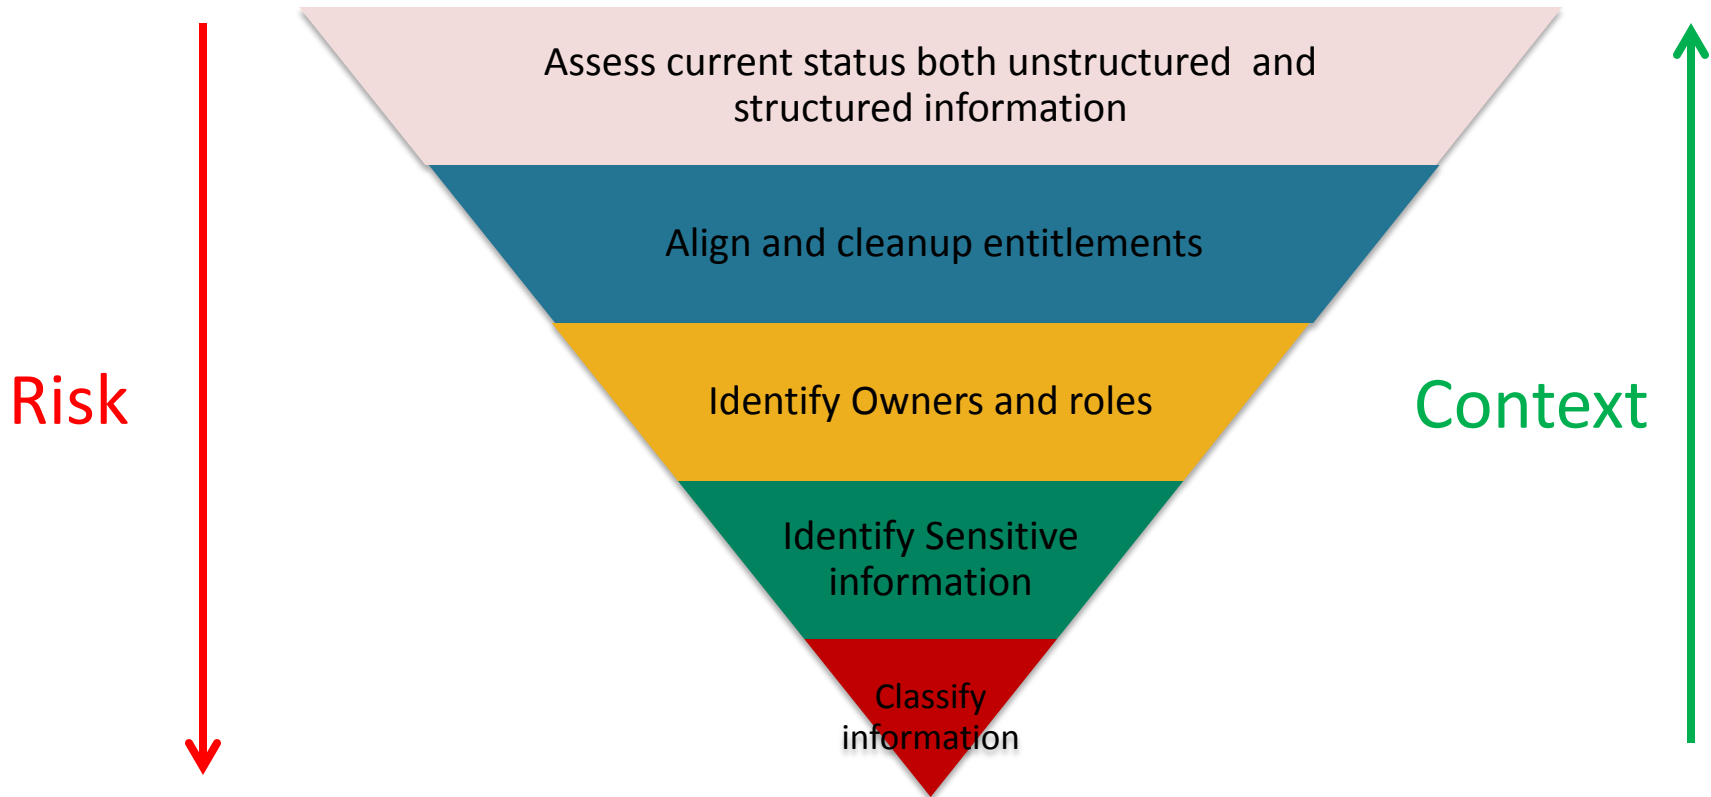 Assess current status both unstructured  and
structured information
Align and cleanup entitlements
Risk
Identify Owners and roles
Context
Identify Sensitive
information
Classify
information